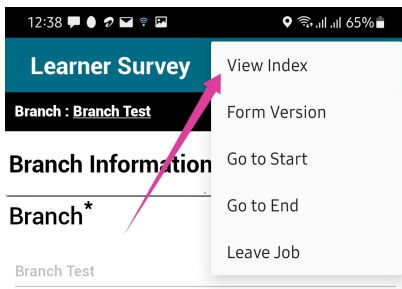 12:38 65%
Learner Survey
Branch : Branch Test
Branch Information
Branch*
Branch Test
View Index
Form Version
Go to Start
Go to End
Leave Job